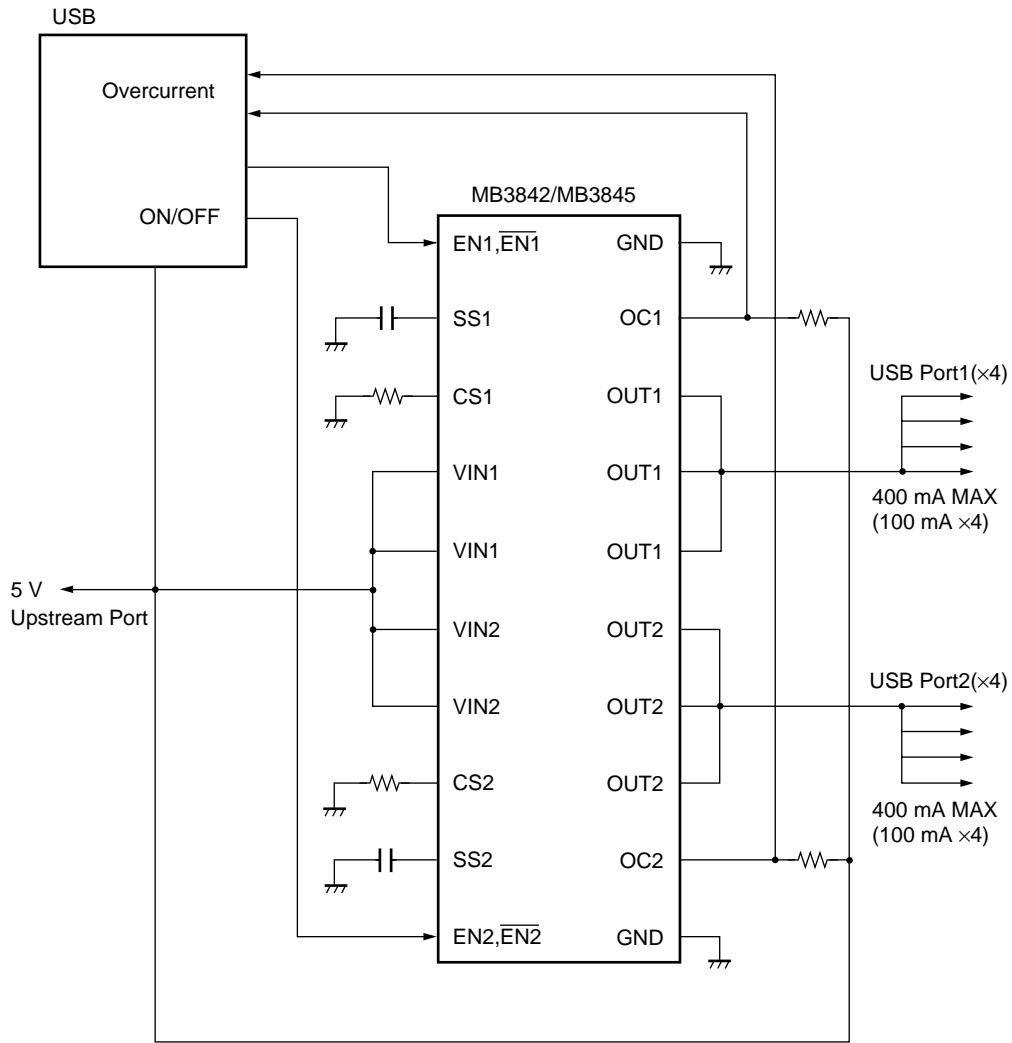 USB
Overcurrent
ON/OFF
MB3842/MB3845
EN1,E̅N̅1̅
SS1
CS1
VIN1
VIN1
VIN2
VIN2
CS2
SS2
EN2,E̅N̅2̅
GND
OC1
OUT1
OUT1
OUT1
OUT2
OUT2
OUT2
OC2
GND
5 V
Upstream Port
USB Port1(×4)
400 mA MAX
(100 mA ×4)
USB Port2(×4)
400 mA MAX
(100 mA ×4)